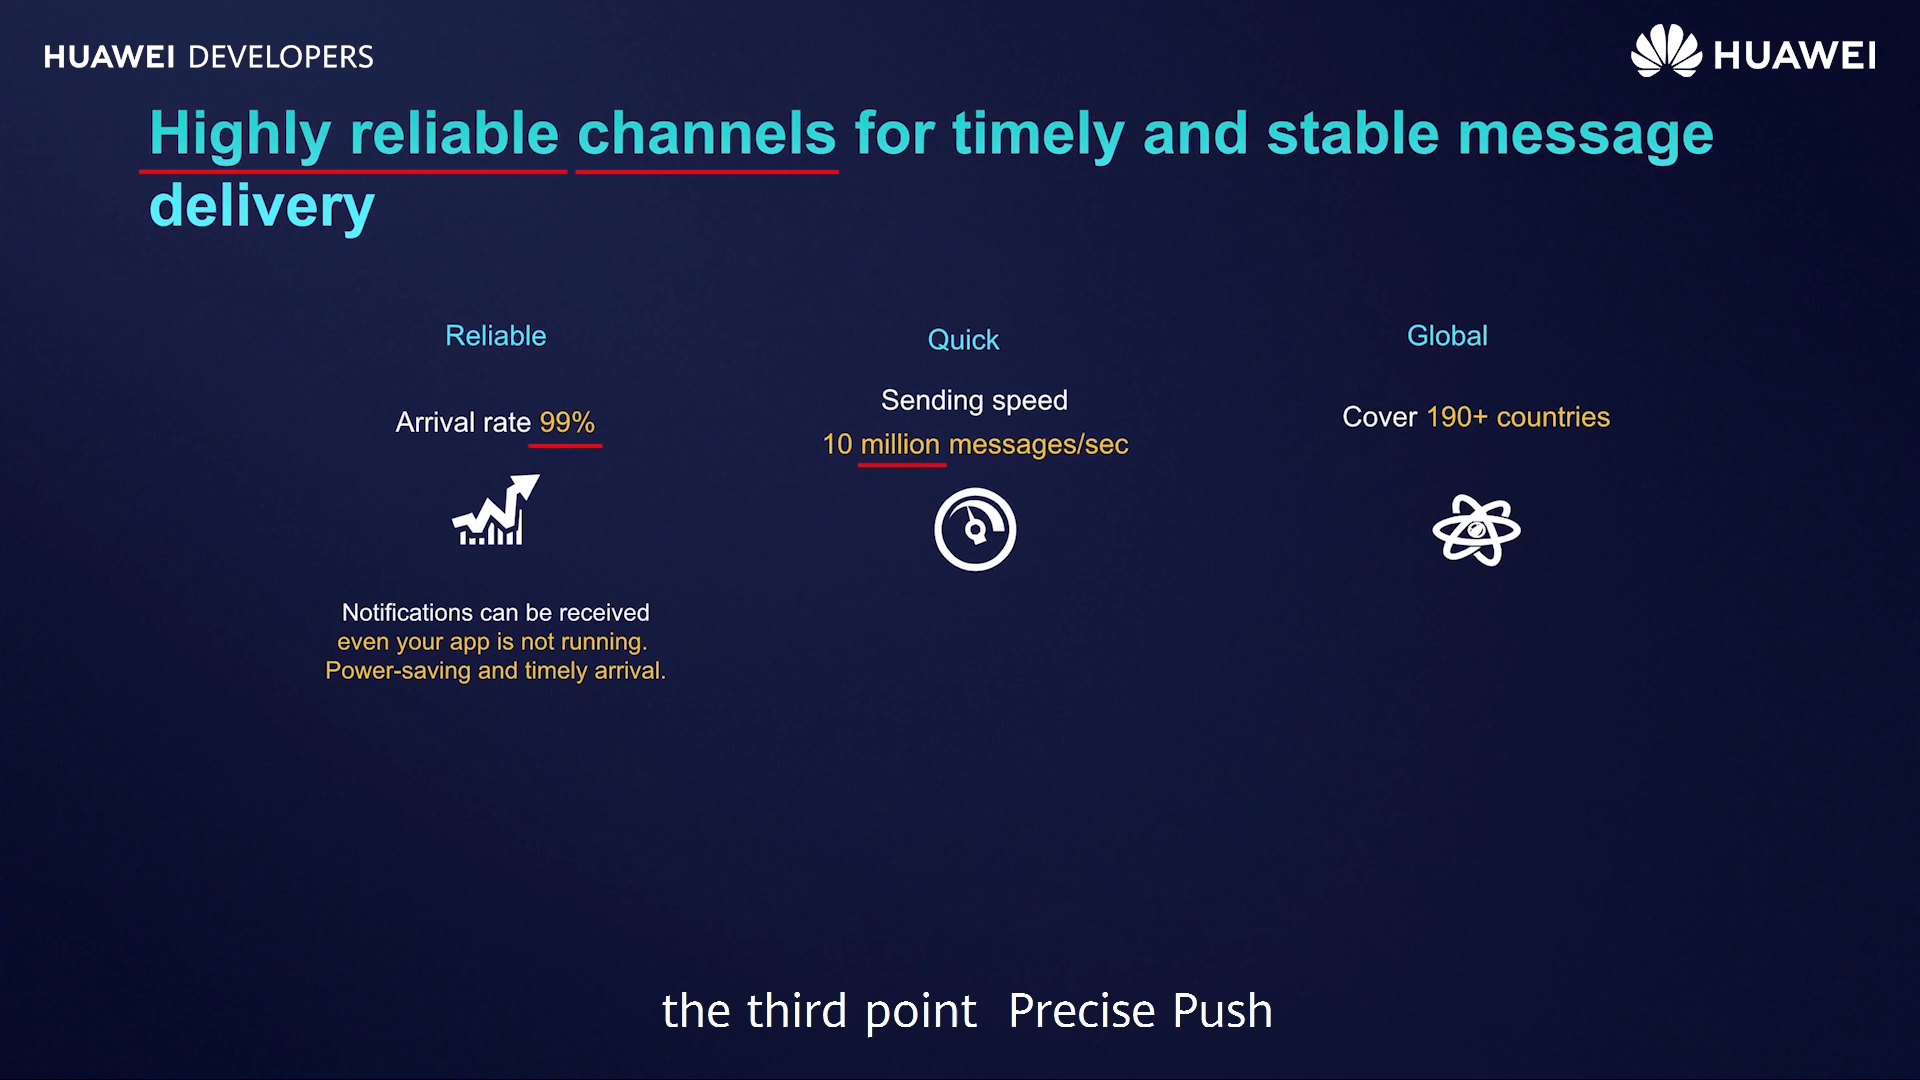 HUAWEI DEVELOPERS
HUAWEI
Highly reliable channels for timely and stable message
delivery
Reliable
Arrival rate 99%
Notifications can be received
even your app is not running.
Power-saving and timely arrival.
Quick
Sending speed
10 million messages/sec
Global
Cover 190+ countries
the third point Precise Push